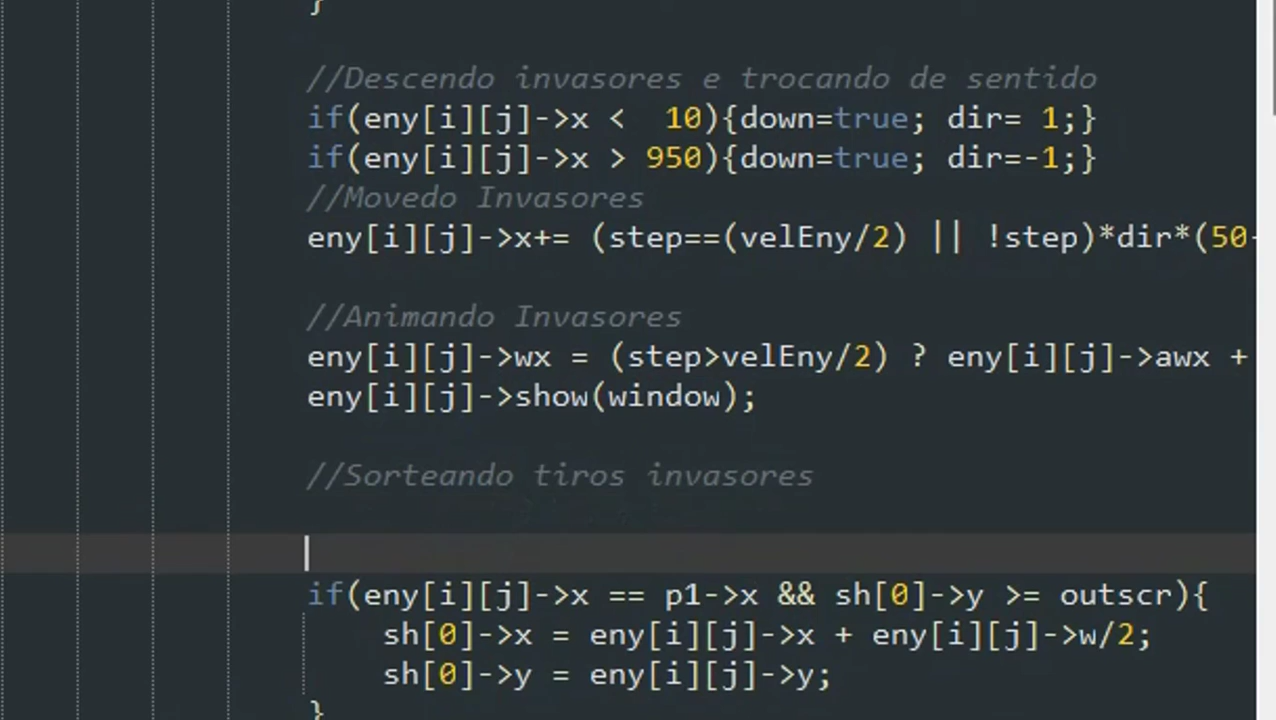 }
//Descendo invasores e trocando de sentido
if(eny[i][j]->x <  10){down=true; dir= 1;}
if(eny[i][j]->x > 950){down=true; dir=-1;}
//Movedo Invasores
eny[i][j]->x+= (step==(velEny/2) || !step)*dir*(50-
//Animando Invasores
eny[i][j]->wx = (step>velEny/2) ? eny[i][j]->awx +
eny[i][j]->show(window);
//Sorteando tiros invasores
if(eny[i][j]->x == p1->x && sh[0]->y >= outscr){
sh[0]->x = eny[i][j]->x + eny[i][j]->w/2;
sh[0]->y = eny[i][j]->y;
}